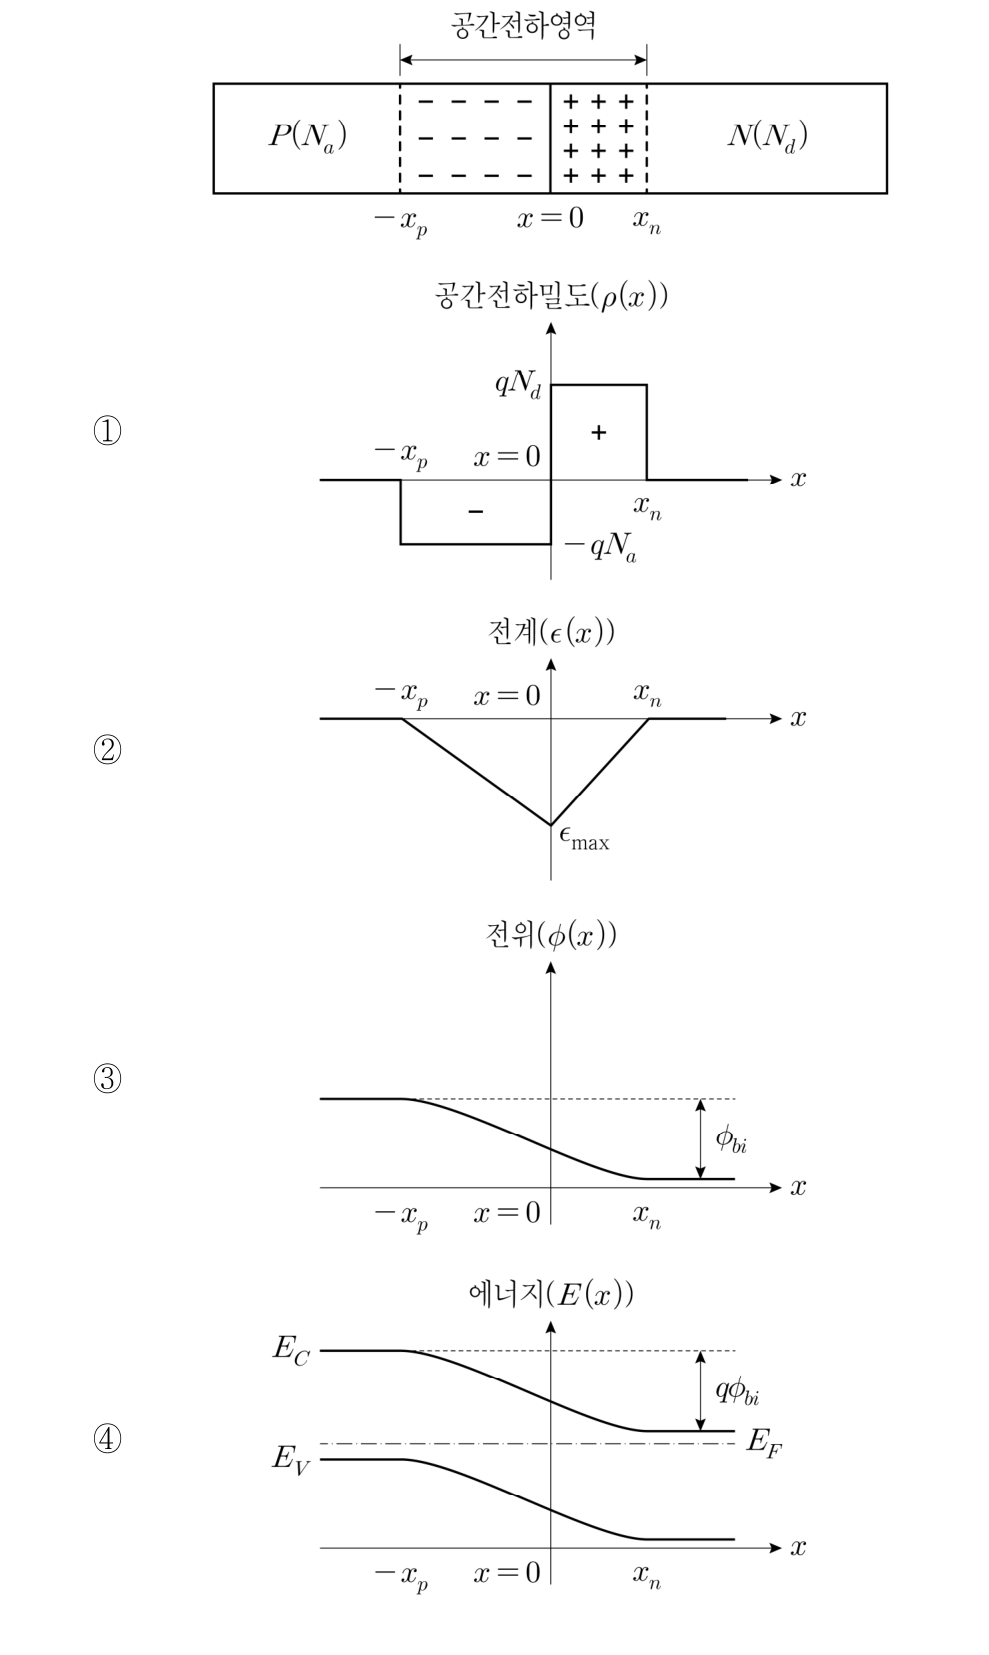 공간전하영역
P(Nₐ) − − − − + + + N(N_d)
− − − − + + +
− − − − + + +
+ + +
−x_p x=0 x_n
공간전하밀도(ρ(x))
qN_d
① +
−x_p x=0
x
− x_n
−qNₐ
전계(ϵ(x))
−x_p x=0 x_n
x
②
ϵ_max
전위(ϕ(x))
③
ϕ_bi
x
−x_p x=0 x_n
에너지(E(x))
E_C
qϕ_bi
④ E_F
E_V
x
−x_p x=0 x_n